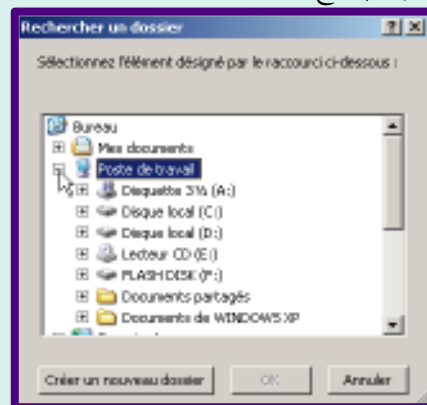 Rechercher un dossier
Sélectionnez l'élément désigné par le raccourci ci-dessous :
Bureau
Mes documents
Poste de travail
Disquette 3½ (A:)
Disque local (C:)
Disque local (D:)
Lecteur CD (E:)
FLASH DISK (F:)
Documents partagés
Documents de WINDOWS XP
Créer un nouveau dossier
OK
Annuler